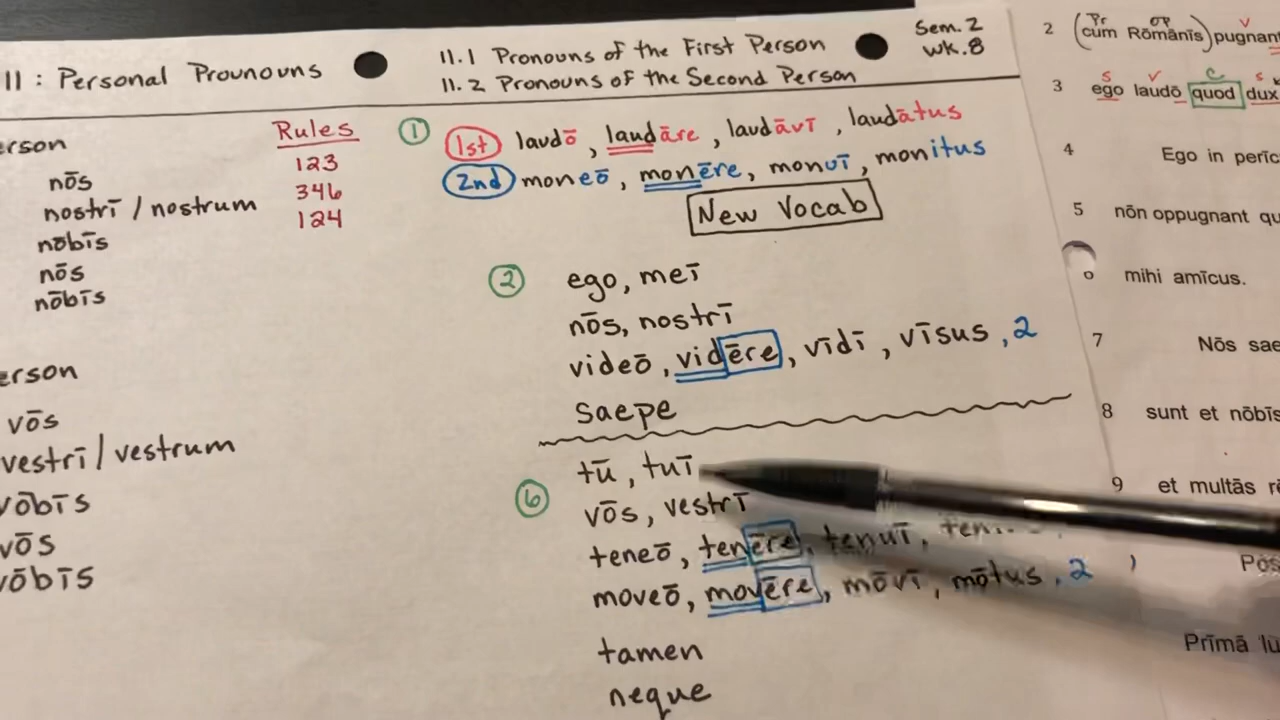 11 : Personal Prounouns
11.1 Pronouns of the First Person
11.2 Pronouns of the Second Person
Sem. 2
wk. 8
erson
nōs
nostrī / nostrum
nōbīs
nōs
nōbīs
Rules
123
346
124
erson
vōs
vestrī / vestrum
vōbīs
vōs
vōbīs
1 1st laudō, laudāre, laudāvī, laudātus
2nd moneō, monēre, monuī, monitus
New Vocab
2 ego, meī
nōs, nostrī
videō, vidēre, vīdī, vīsus, 2
saepe
6 tū, tuī
vōs, vestrī
teneō, tenēre, tenuī,
moveō, movēre, mōvī, mōtus, 2
tamen
neque
Pr op V
2 (cum Rōmānīs) pugnant
S V C S
3 ego laudō quod dux
4 Ego in perīc
5 nōn oppugnant qu
mihi amīcus.
7 Nōs sae
8 sunt et nōbīs
9 et multās r
Pos
Prīmā lu